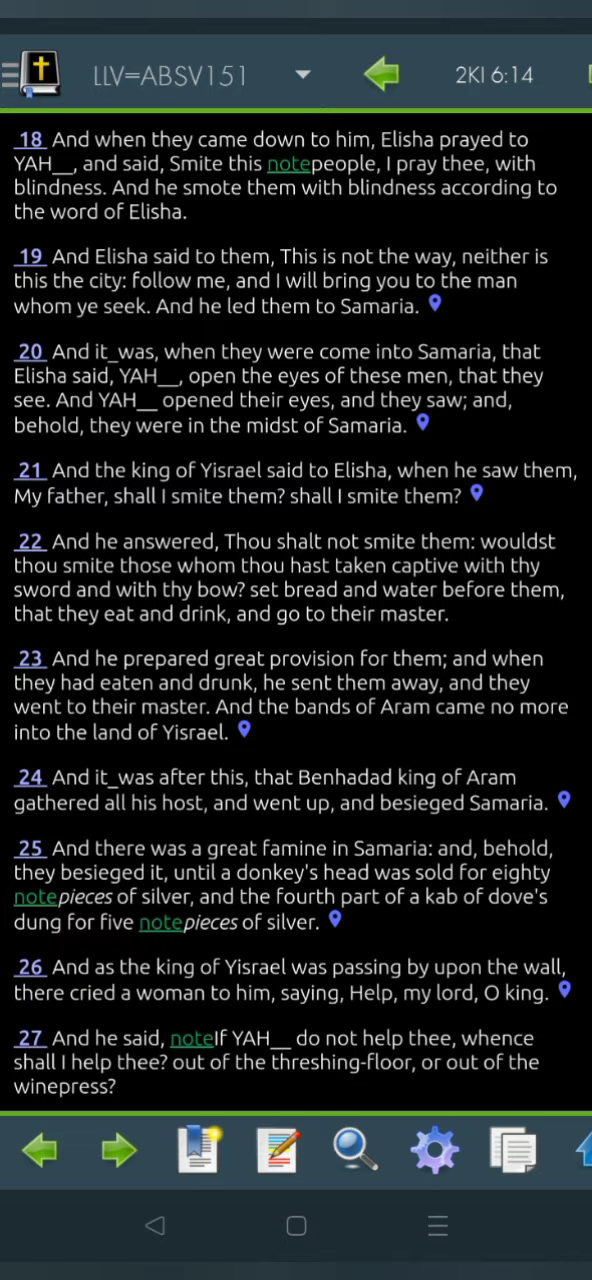 LLV=ABSV151
2KI 6:14
18 And when they came down to him, Elisha prayed to
YAH__, and said, Smite this notepeople, I pray thee, with
blindness. And he smote them with blindness according to
the word of Elisha.
19 And Elisha said to them, This is not the way, neither is
this the city: follow me, and I will bring you to the man
whom ye seek. And he led them to Samaria.
20 And it_was, when they were come into Samaria, that
Elisha said, YAH__, open the eyes of these men, that they
see. And YAH__ opened their eyes, and they saw; and,
behold, they were in the midst of Samaria.
21 And the king of Yisrael said to Elisha, when he saw them,
My father, shall I smite them? shall I smite them?
22 And he answered, Thou shalt not smite them: wouldst
thou smite those whom thou hast taken captive with thy
sword and with thy bow? set bread and water before them,
that they eat and drink, and go to their master.
23 And he prepared great provision for them; and when
they had eaten and drunk, he sent them away, and they
went to their master. And the bands of Aram came no more
into the land of Yisrael.
24 And it_was after this, that Benhadad king of Aram
gathered all his host, and went up, and besieged Samaria.
25 And there was a great famine in Samaria: and, behold,
they besieged it, until a donkey's head was sold for eighty
notepieces of silver, and the fourth part of a kab of dove's
dung for five notepieces of silver.
26 And as the king of Yisrael was passing by upon the wall,
there cried a woman to him, saying, Help, my lord, O king.
27 And he said, noteIf YAH__ do not help thee, whence
shall I help thee? out of the threshing-floor, or out of the
winepress?